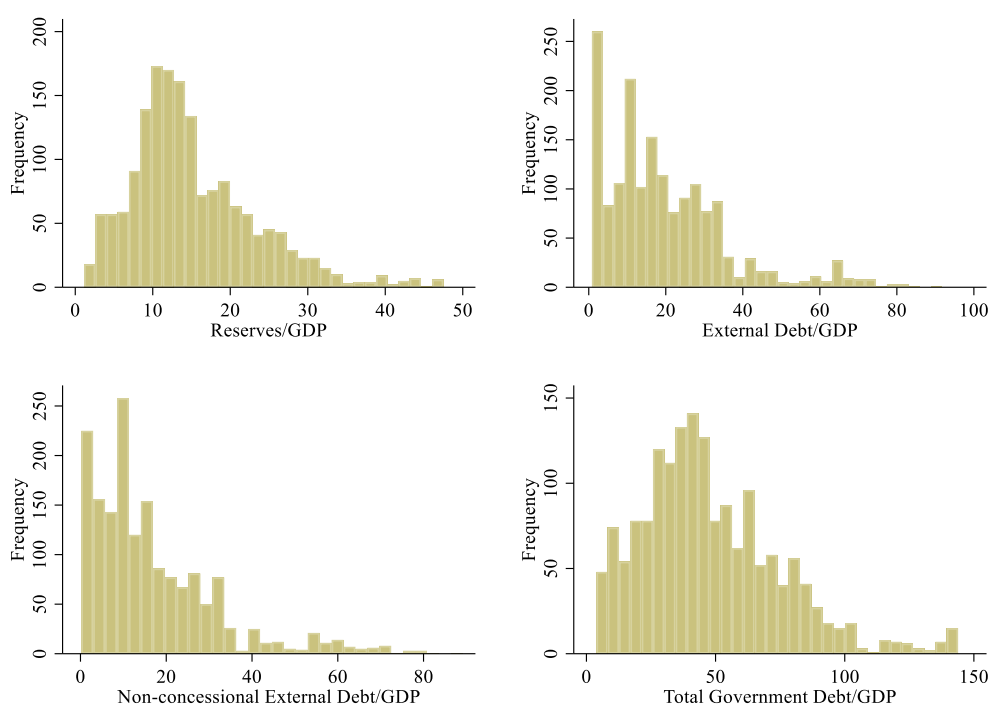 Frequency
0 50 100 150 200
0 10 20 30 40 50
Reserves/GDP
Frequency
0 50 100 150 200 250
0 20 40 60 80 100
External Debt/GDP
Frequency
0 50 100 150 200 250
0 20 40 60 80
Non-concessional External Debt/GDP
Frequency
0 50 100 150
0 50 100 150
Total Government Debt/GDP